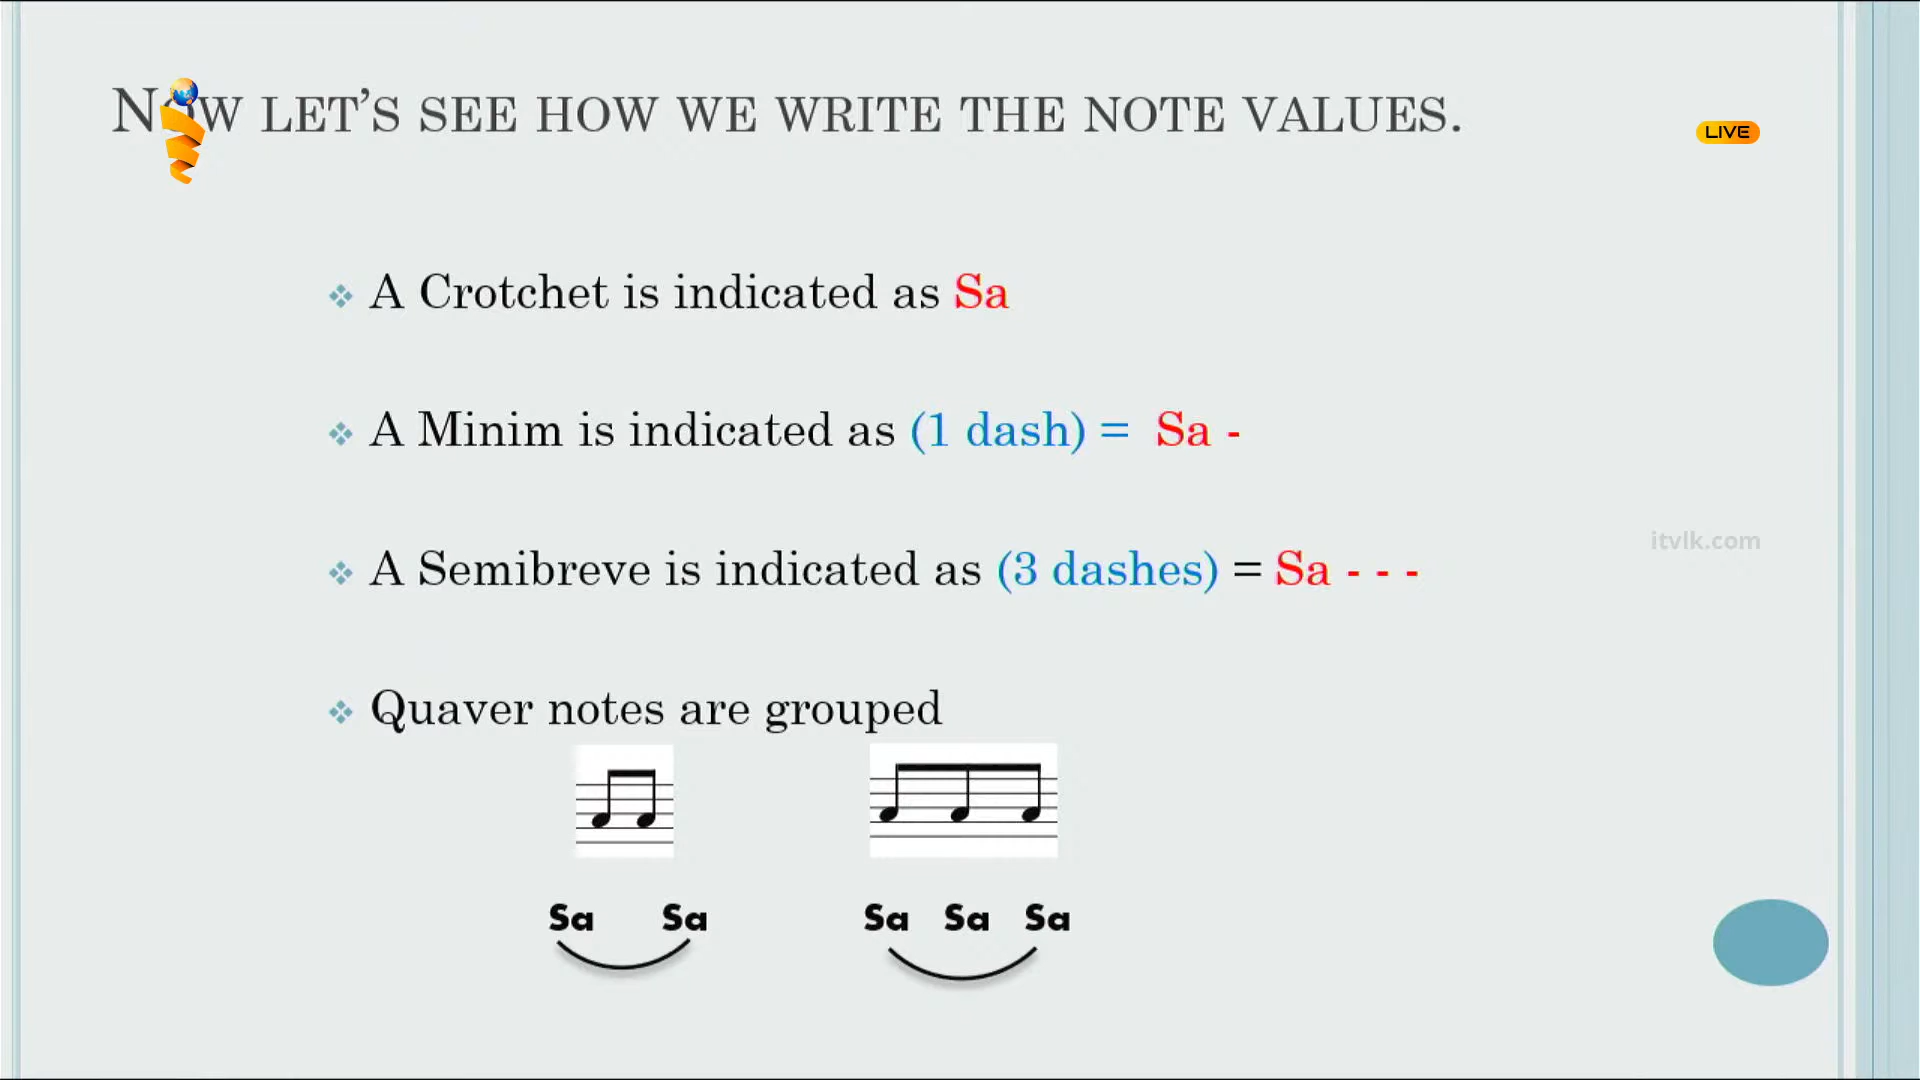 Now let's see how we write the note values.
LIVE
A Crotchet is indicated as Sa
A Minim is indicated as (1 dash) = Sa -
itvlk.com
A Semibreve is indicated as (3 dashes) = Sa - - -
Quaver notes are grouped
Sa Sa Sa Sa Sa